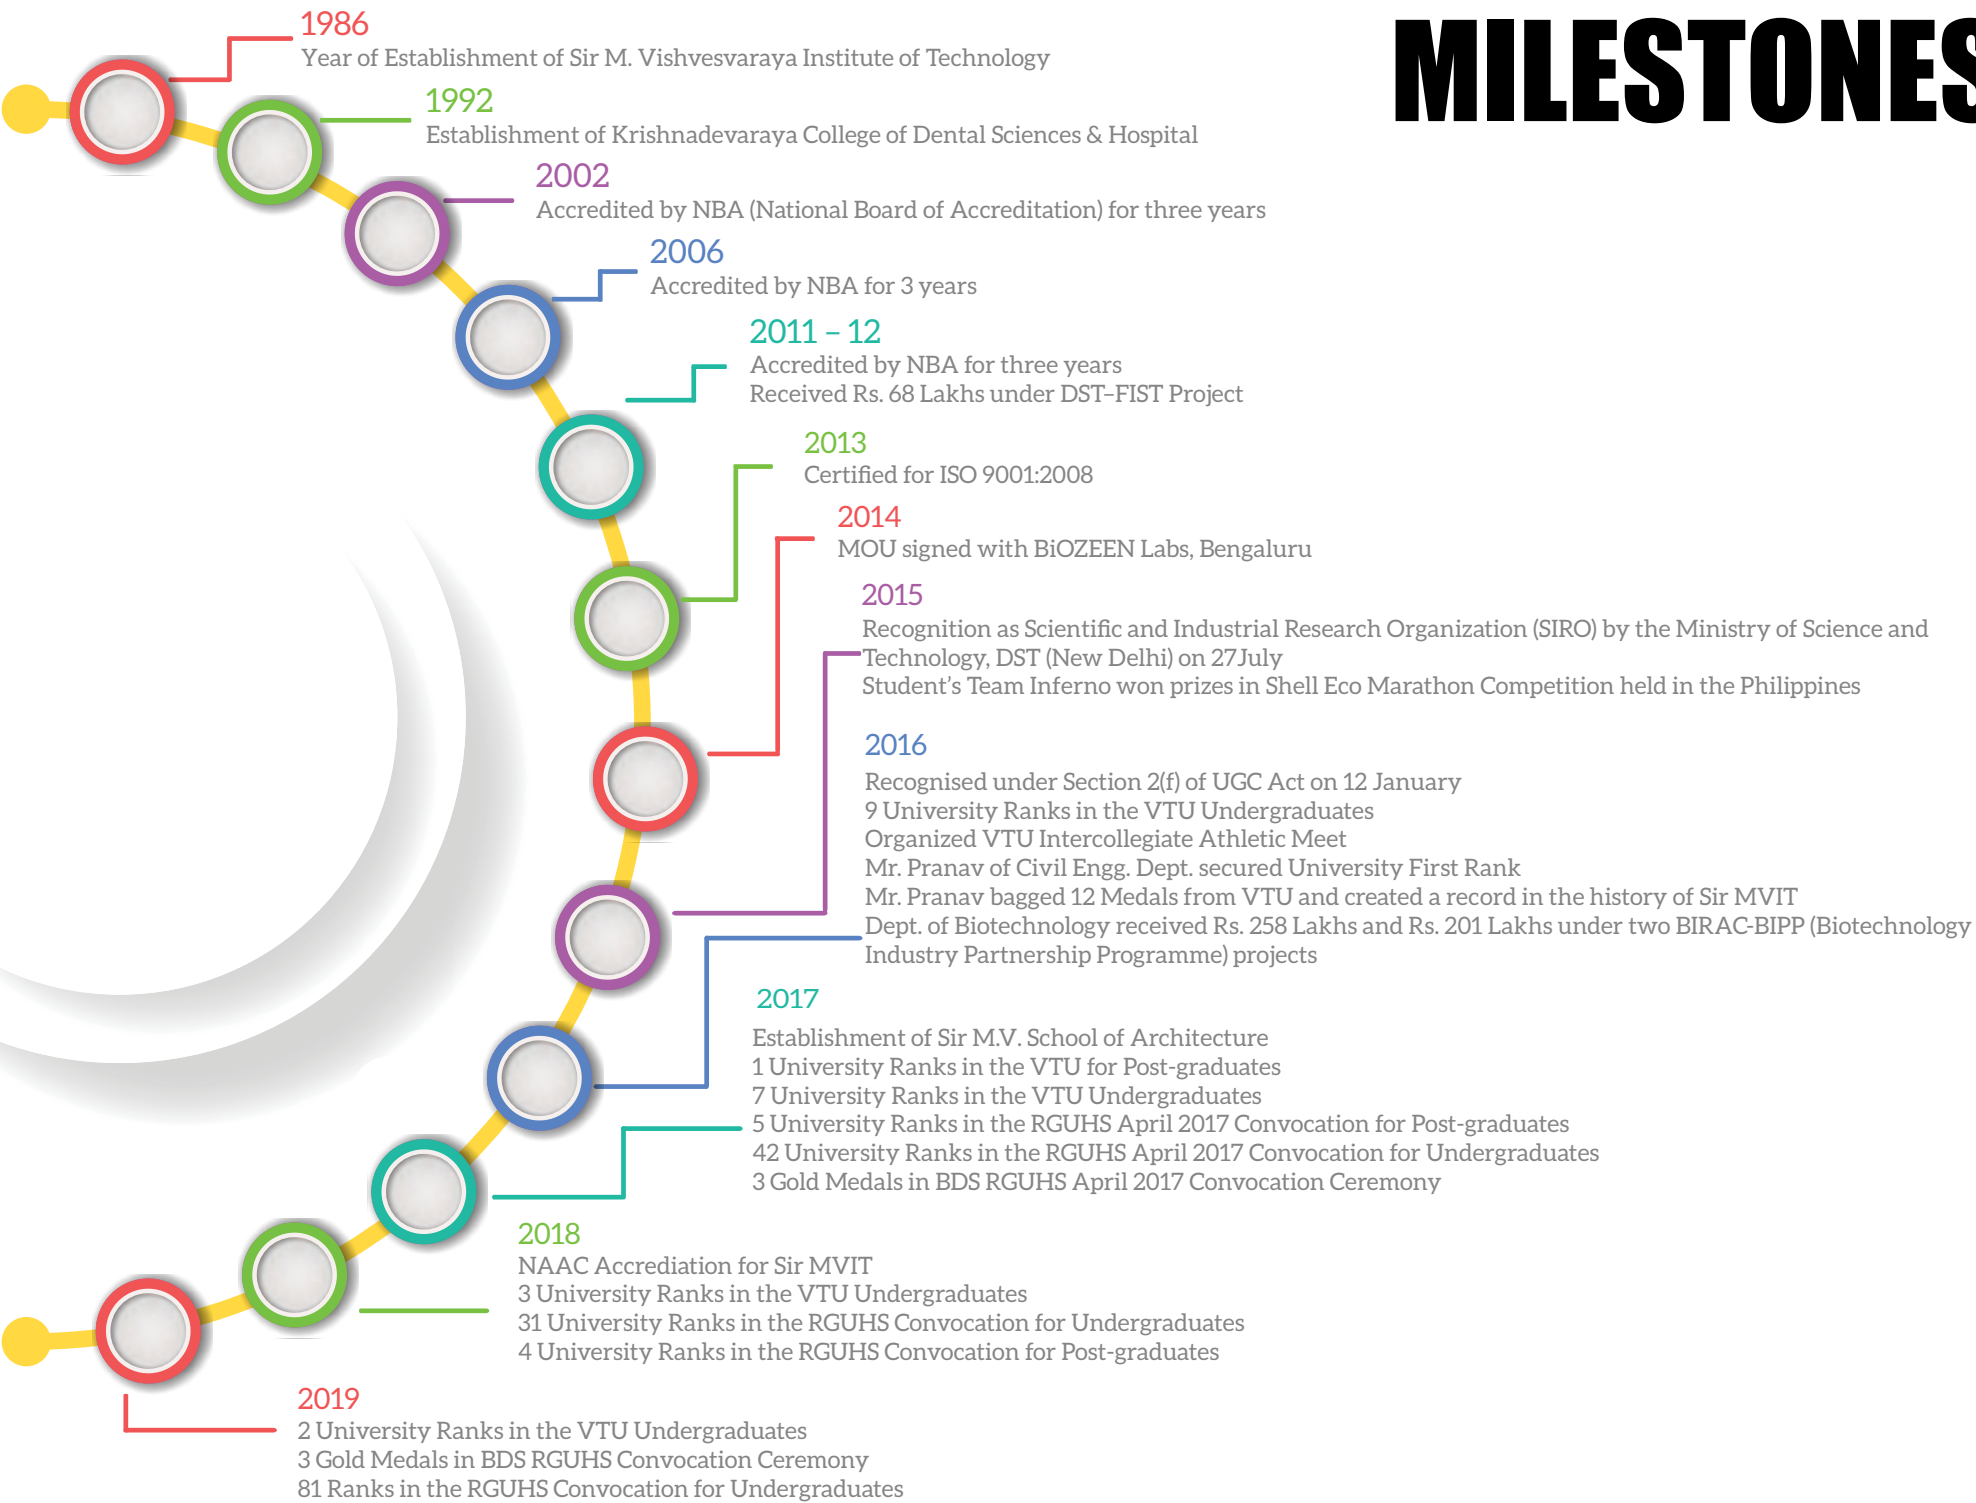 MILESTONES
1986
Year of Establishment of Sir M. Vishvesvaraya Institute of Technology
1992
Establishment of Krishnadevaraya College of Dental Sciences & Hospital
2002
Accredited by NBA (National Board of Accreditation) for three years
2006
Accredited by NBA for 3 years
2011 – 12
Accredited by NBA for three years
Received Rs. 68 Lakhs under DST–FIST Project
2013
Certified for ISO 9001:2008
2014
MOU signed with BiOZEEN Labs, Bengaluru
2015
Recognition as Scientific and Industrial Research Organization (SIRO) by the Ministry of Science and
Technology, DST (New Delhi) on 27July
Student’s Team Inferno won prizes in Shell Eco Marathon Competition held in the Philippines
2016
Recognised under Section 2(f) of UGC Act on 12 January
9 University Ranks in the VTU Undergraduates
Organized VTU Intercollegiate Athletic Meet
Mr. Pranav of Civil Engg. Dept. secured University First Rank
Mr. Pranav bagged 12 Medals from VTU and created a record in the history of Sir MVIT
Dept. of Biotechnology received Rs. 258 Lakhs and Rs. 201 Lakhs under two BIRAC-BIPP (Biotechnology
Industry Partnership Programme) projects
2017
Establishment of Sir M.V. School of Architecture
1 University Ranks in the VTU for Post-graduates
7 University Ranks in the VTU Undergraduates
5 University Ranks in the RGUHS April 2017 Convocation for Post-graduates
42 University Ranks in the RGUHS April 2017 Convocation for Undergraduates
3 Gold Medals in BDS RGUHS April 2017 Convocation Ceremony
2018
NAAC Accrediation for Sir MVIT
3 University Ranks in the VTU Undergraduates
31 University Ranks in the RGUHS Convocation for Undergraduates
4 University Ranks in the RGUHS Convocation for Post-graduates
2019
2 University Ranks in the VTU Undergraduates
3 Gold Medals in BDS RGUHS Convocation Ceremony
81 Ranks in the RGUHS Convocation for Undergraduates